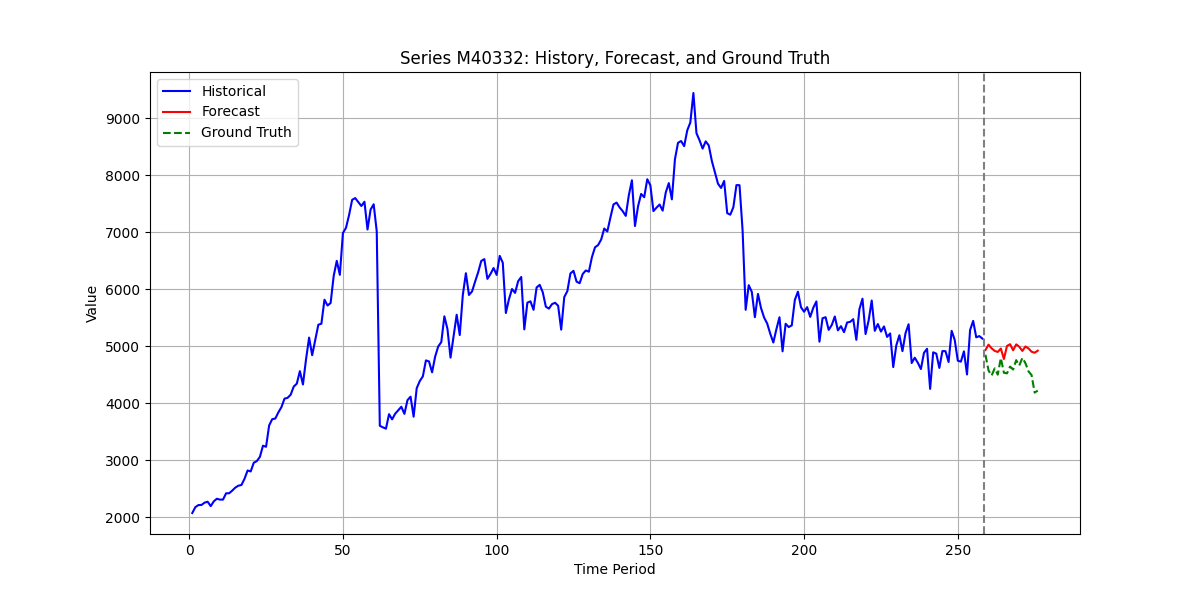 Series M40332: History, Forecast, and Ground Truth
Historical
Forecast
Ground Truth
9000
8000
7000
6000
5000
4000
3000
2000
Value
0 50 100 150 200 250
Time Period